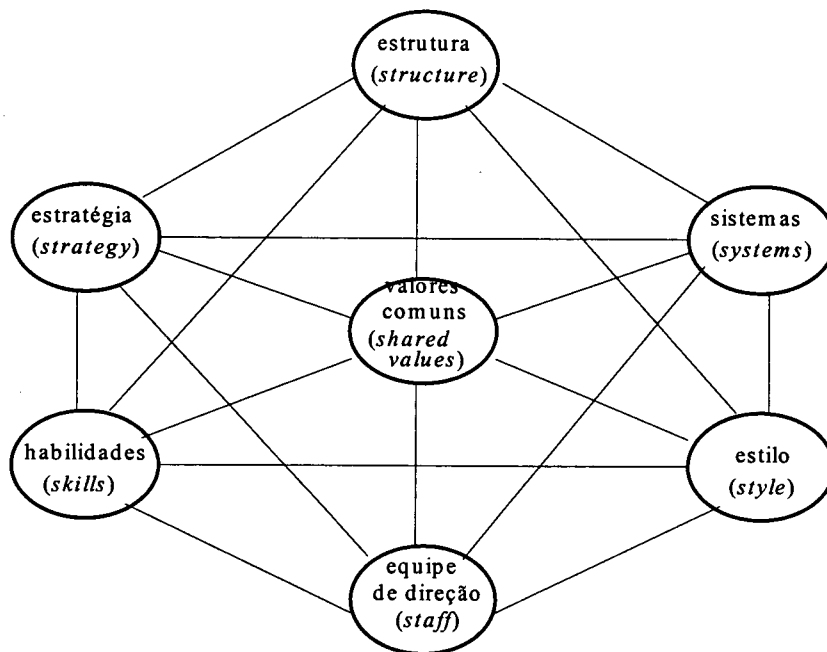 estrutura
(structure)
estratégia
(strategy)
sistemas
(systems)
valores
comuns
(shared
values)
habilidades
(skills)
estilo
(style)
equipe
de direção
(staff)